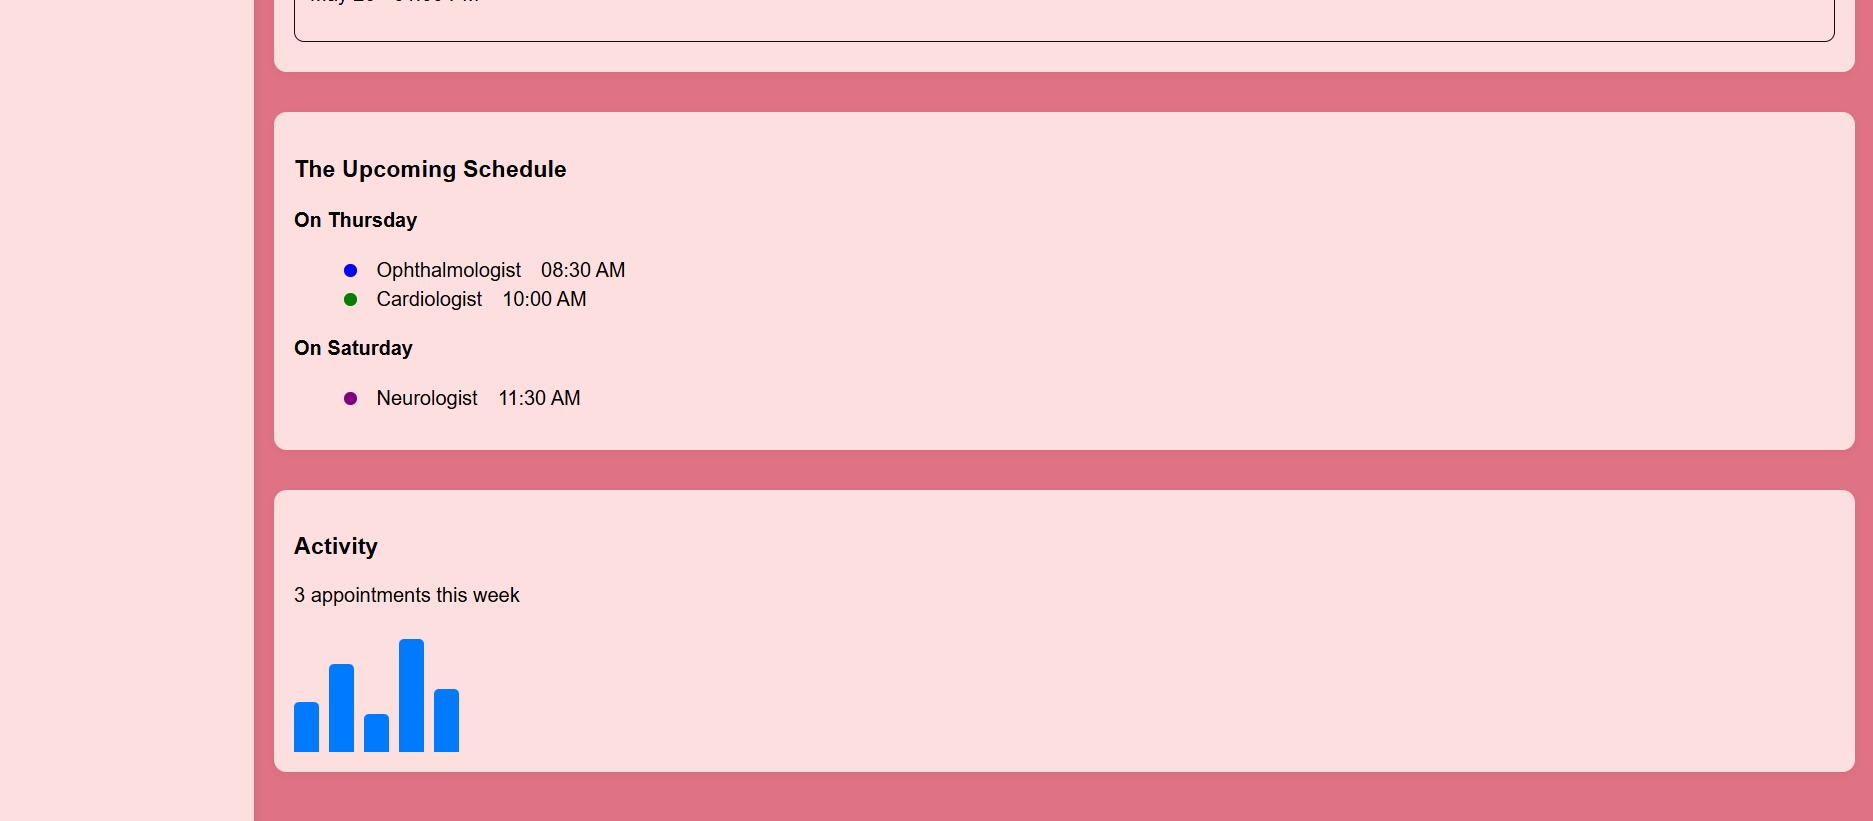 The Upcoming Schedule
On Thursday
Ophthalmologist 08:30 AM
Cardiologist 10:00 AM
On Saturday
Neurologist 11:30 AM
Activity
3 appointments this week